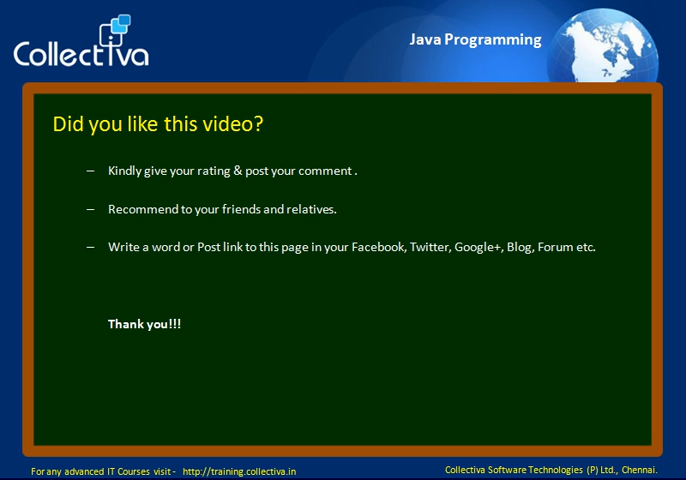 Collectiva
Java Programming
Did you like this video?
– Kindly give your rating & post your comment .
– Recommend to your friends and relatives.
– Write a word or Post link to this page in your Facebook, Twitter, Google+, Blog, Forum etc.
Thank you!!!
For any advanced IT Courses visit - http://training.collectiva.in
Collectiva Software Technologies (P) Ltd., Chennai.